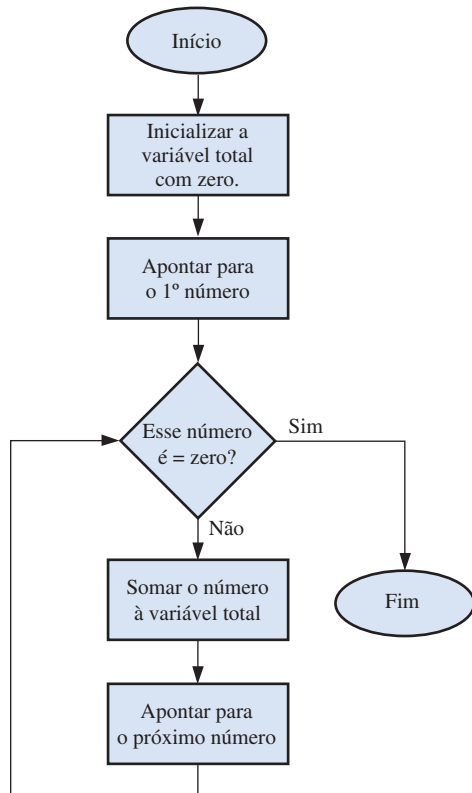 Início
Inicializar a
variável total
com zero.
Apontar para
o 1º número
Esse número
é = zero?
Sim
Não
Somar o número
à variável total
Fim
Apontar para
o próximo número